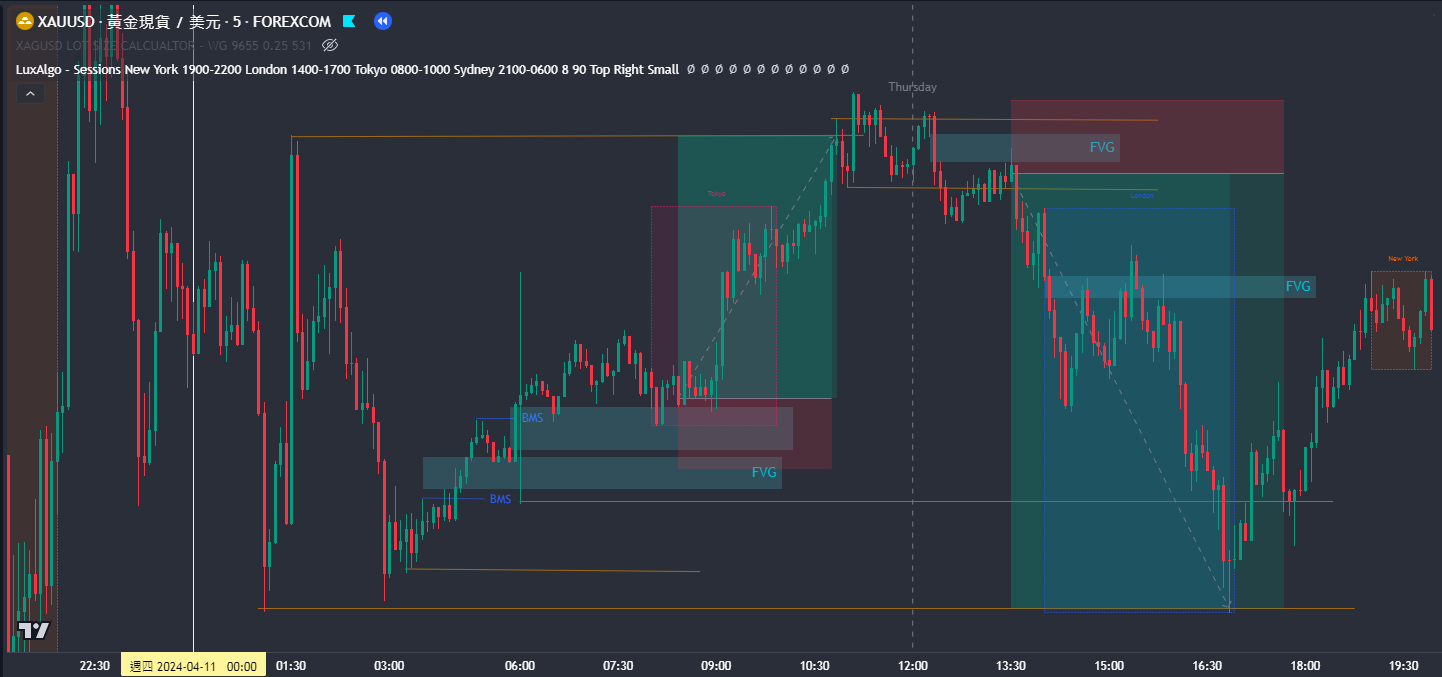 XAUUSD · 黃金現貨 / 美元 · 5 · FOREXCOM
XAGUSD LOT SIZE CALCUALTOR - VVG 9655 0.25 531
LuxAlgo - Sessions New York 1900-2200 London 1400-1700 Tokyo 0800-1000 Sydney 2100-0600 8 90 Top Right Small Ø Ø Ø Ø Ø Ø Ø Ø Ø Ø Ø Ø
Thursday
FVG
Tokyo
London
New York
FVG
BMS
FVG
BMS
22:30 週四 2024-04-11 00:00 01:30 03:00 06:00 07:30 09:00 10:30 12:00 13:30 15:00 16:30 18:00 19:30